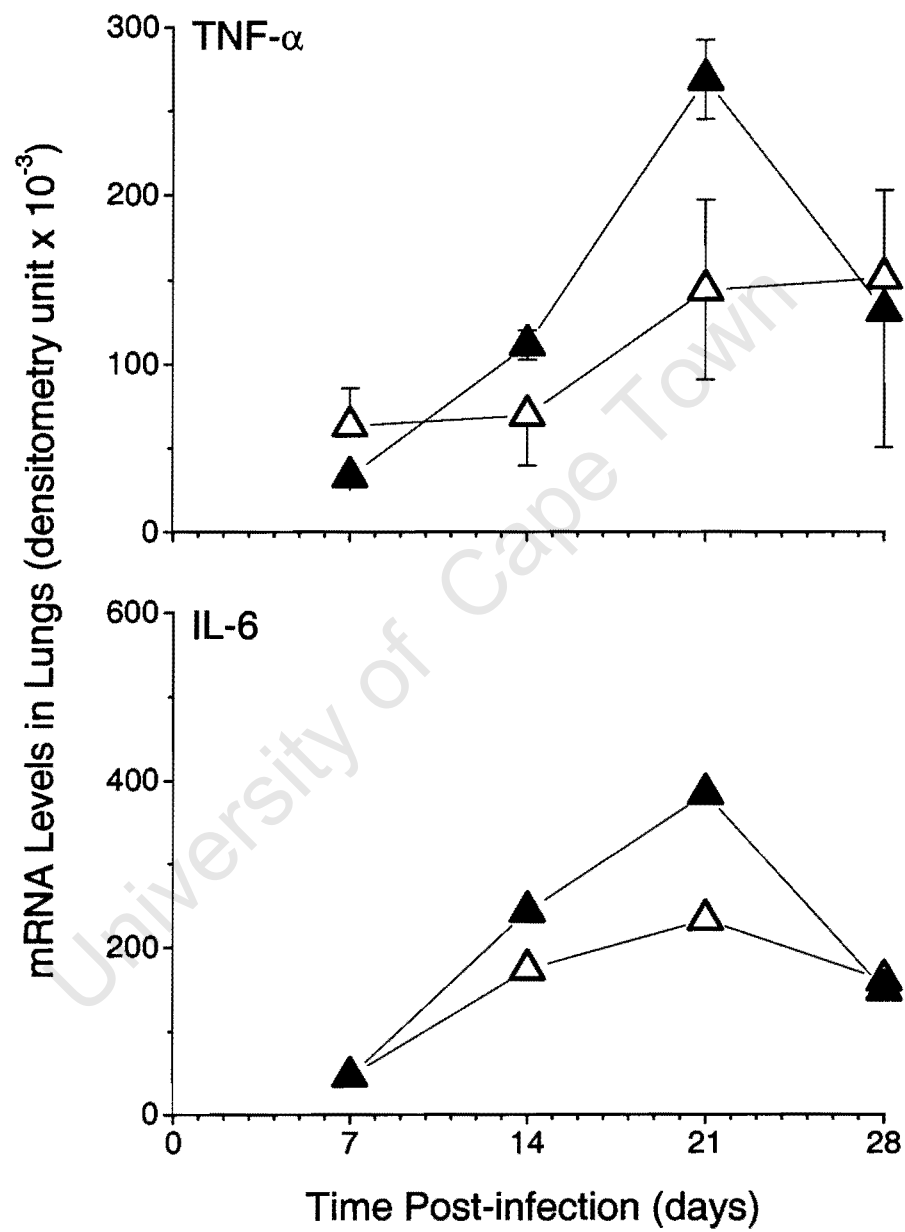 TNF-α
300
200
100
0
IL-6
600
400
200
0
0 7 14 21 28
Time Post-infection (days)
mRNA Levels in Lungs (densitometry unit x 10⁻³)
University of Cape Town